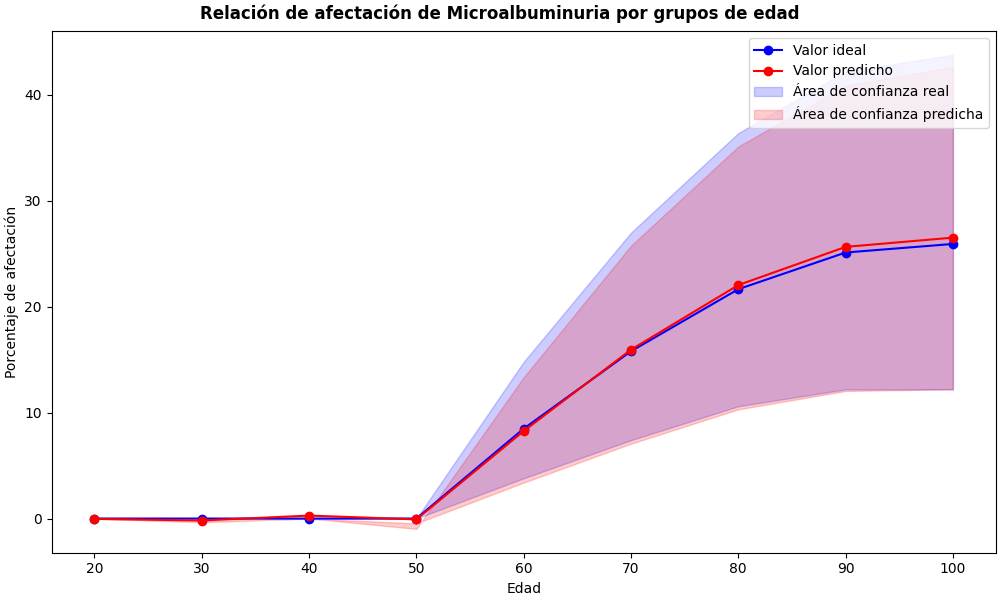 Relación de afectación de Microalbuminuria por grupos de edad
Valor ideal
Valor predicho
Área de confianza real
Área de confianza predicha
Porcentaje de afectación
40
30
20
10
0
20 30 40 50 60 70 80 90 100
Edad